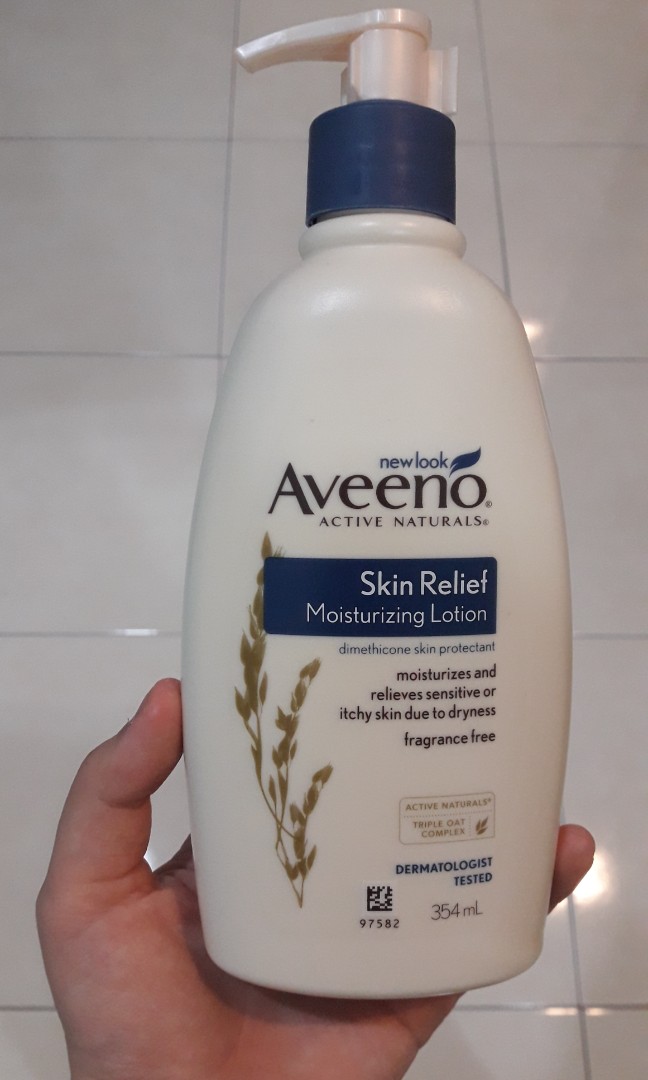 new look
Aveeno®
ACTIVE NATURALS®
Skin Relief
Moisturizing Lotion
dimethicone skin protectant
moisturizes and
relieves sensitive or
itchy skin due to dryness
fragrance free
ACTIVE NATURALS®
TRIPLE OAT
COMPLEX
DERMATOLOGIST
TESTED
97582
354 mL